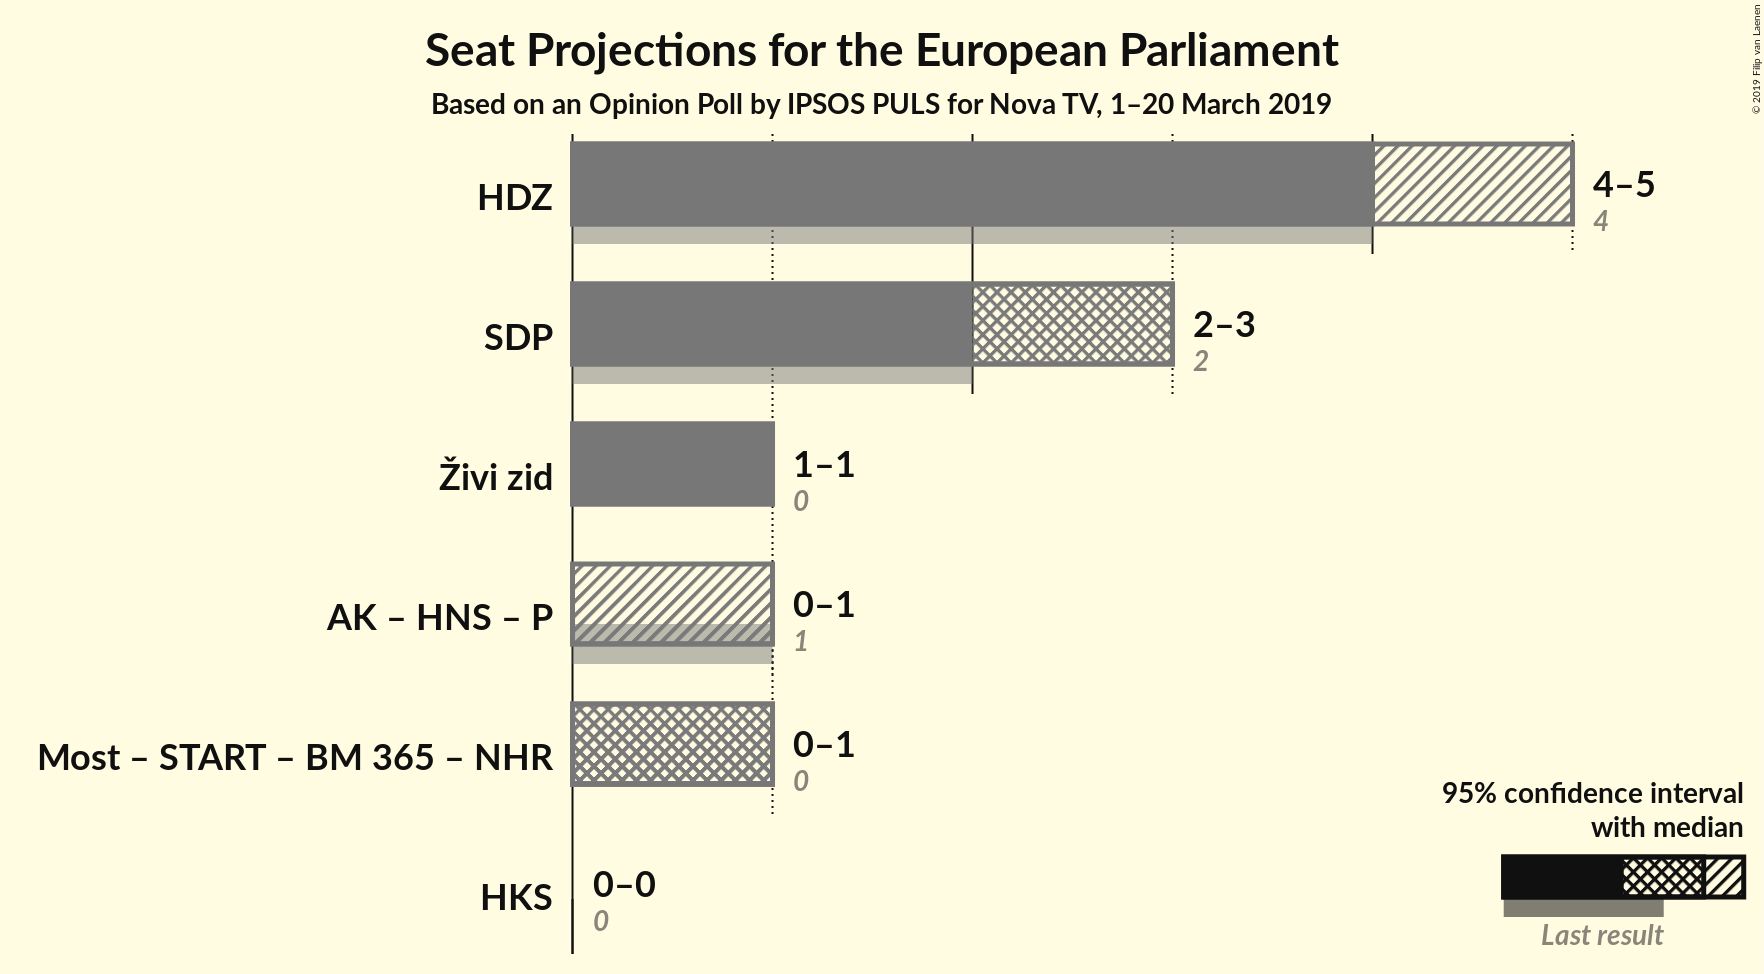 Seat Projections for the European Parliament
Based on an Opinion Poll by IPSOS PULS for Nova TV, 1–20 March 2019
© 2019 Filip van Laenen
HDZ
4–5
4
SDP
2–3
2
Živi zid
1–1
0
AK – HNS – P
0–1
1
Most – START – BM 365 – NHR
0–1
0
HKS
0–0
0
95% confidence interval
with median
Last result